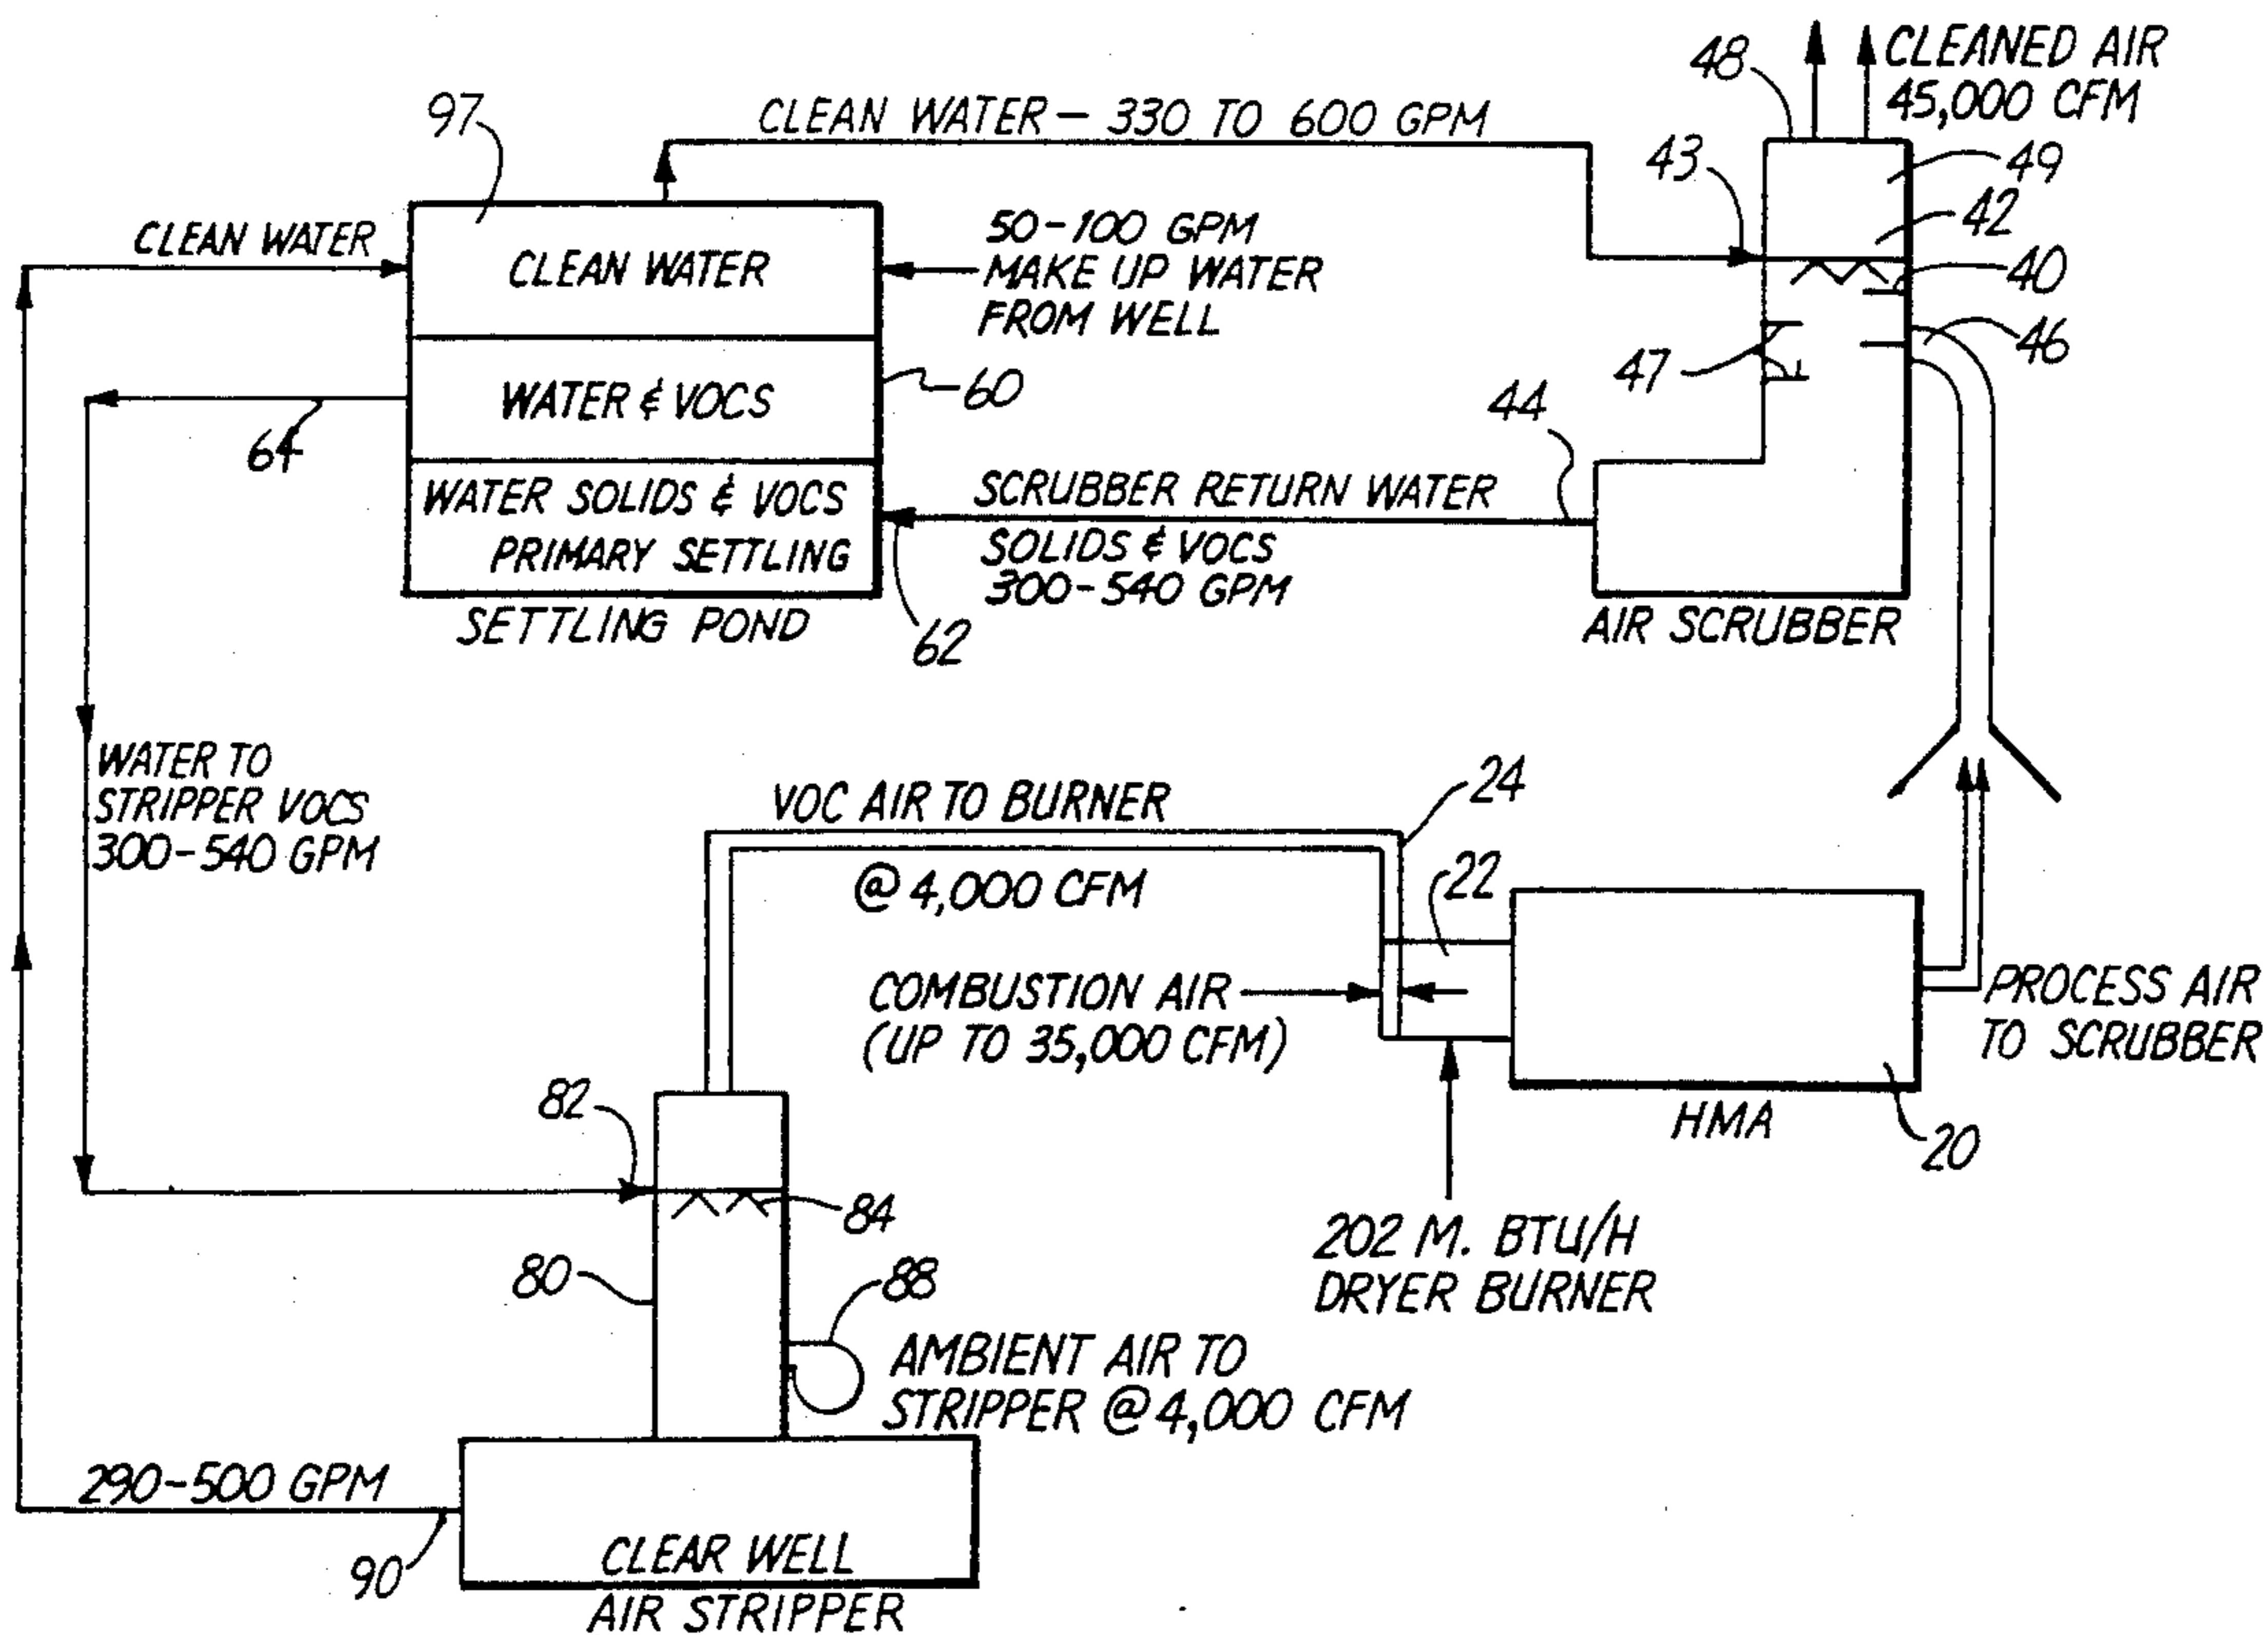 48
CLEANED AIR
45,000 CFM
97
CLEAN WATER — 330 TO 600 GPM
43
49
42
CLEAN WATER
CLEAN WATER
50-100 GPM
MAKE UP WATER
FROM WELL
40
46
47
WATER & VOCS
60
44
64
WATER SOLIDS & VOCS
PRIMARY SETTLING
SCRUBBER RETURN WATER
SOLIDS & VOCS
300-540 GPM
SETTLING POND
62
AIR SCRUBBER
WATER TO
STRIPPER VOCS
300-540 GPM
VOC AIR TO BURNER
@ 4,000 CFM
24
22
COMBUSTION AIR
(UP TO 35,000 CFM)
PROCESS AIR
TO SCRUBBER
HMA
20
82
84
80
88
202 M. BTU/H
DRYER BURNER
AMBIENT AIR TO
STRIPPER @ 4,000 CFM
290-500 GPM
90
CLEAR WELL
AIR STRIPPER